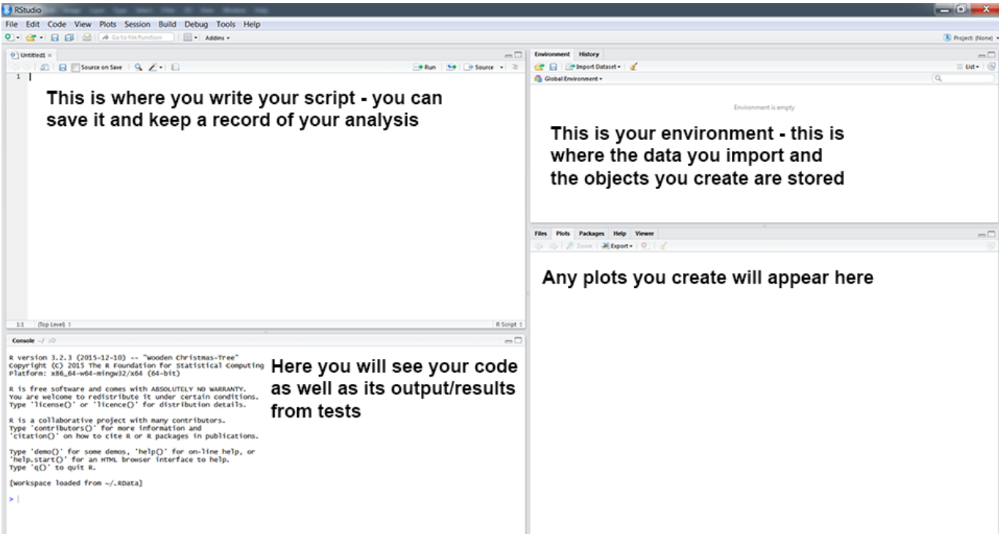 RStudio
File Edit Code View Plots Session Build Debug Tools Help
Go to file/function Addins
Project: (None)
Untitled1
Source on Save Run Source
1
This is where you write your script - you can
save it and keep a record of your analysis
1:1 (Top Level) R Script
Console ~/
R version 3.2.3 (2015-12-10) -- "Wooden Christmas-Tree"
Copyright (C) 2015 The R Foundation for Statistical Computing
Platform: x86_64-w64-mingw32/x64 (64-bit)
R is free software and comes with ABSOLUTELY NO WARRANTY.
You are welcome to redistribute it under certain conditions.
Type 'license()' or 'licence()' for distribution details.
R is a collaborative project with many contributors.
Type 'contributors()' for more information and
'citation()' on how to cite R or R packages in publications.
Type 'demo()' for some demos, 'help()' for on-line help, or
'help.start()' for an HTML browser interface to help.
Type 'q()' to quit R.
[Workspace loaded from ~/.RData]
>
Here you will see your code
as well as its output/results
from tests
Environment History
Import Dataset List
Global Environment
Environment is empty
This is your environment - this is
where the data you import and
the objects you create are stored
Files Plots Packages Help Viewer
Zoom Export
Any plots you create will appear here